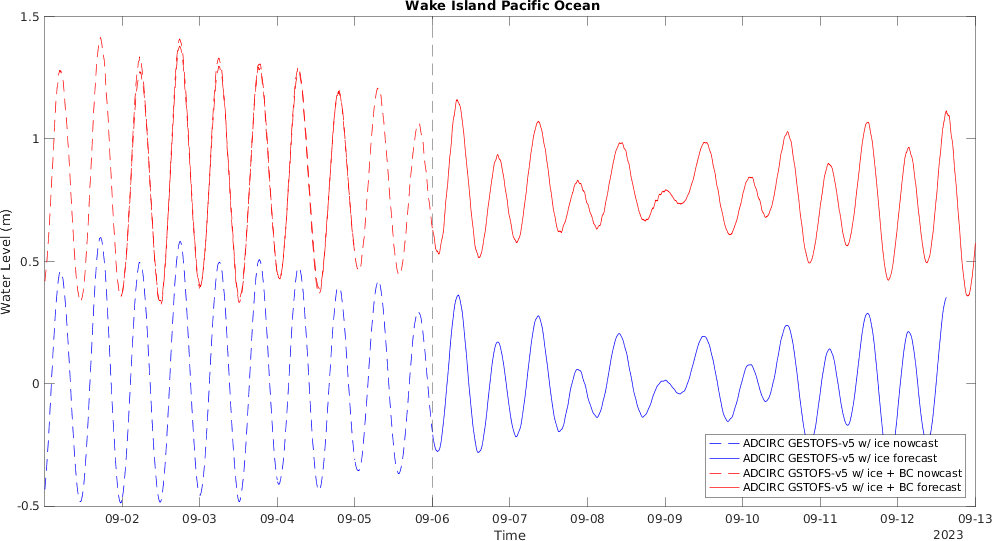 Wake Island Pacific Ocean
1.5
1
0.5
0
-0.5
Water Level (m)
09-02 09-03 09-04 09-05 09-06 09-07 09-08 09-09 09-10 09-11 09-12 09-13
Time
2023
ADCIRC GESTOFS-v5 w/ ice nowcast
ADCIRC GESTOFS-v5 w/ ice forecast
ADCIRC GSTOFS-v5 w/ ice + BC nowcast
ADCIRC GSTOFS-v5 w/ ice + BC forecast